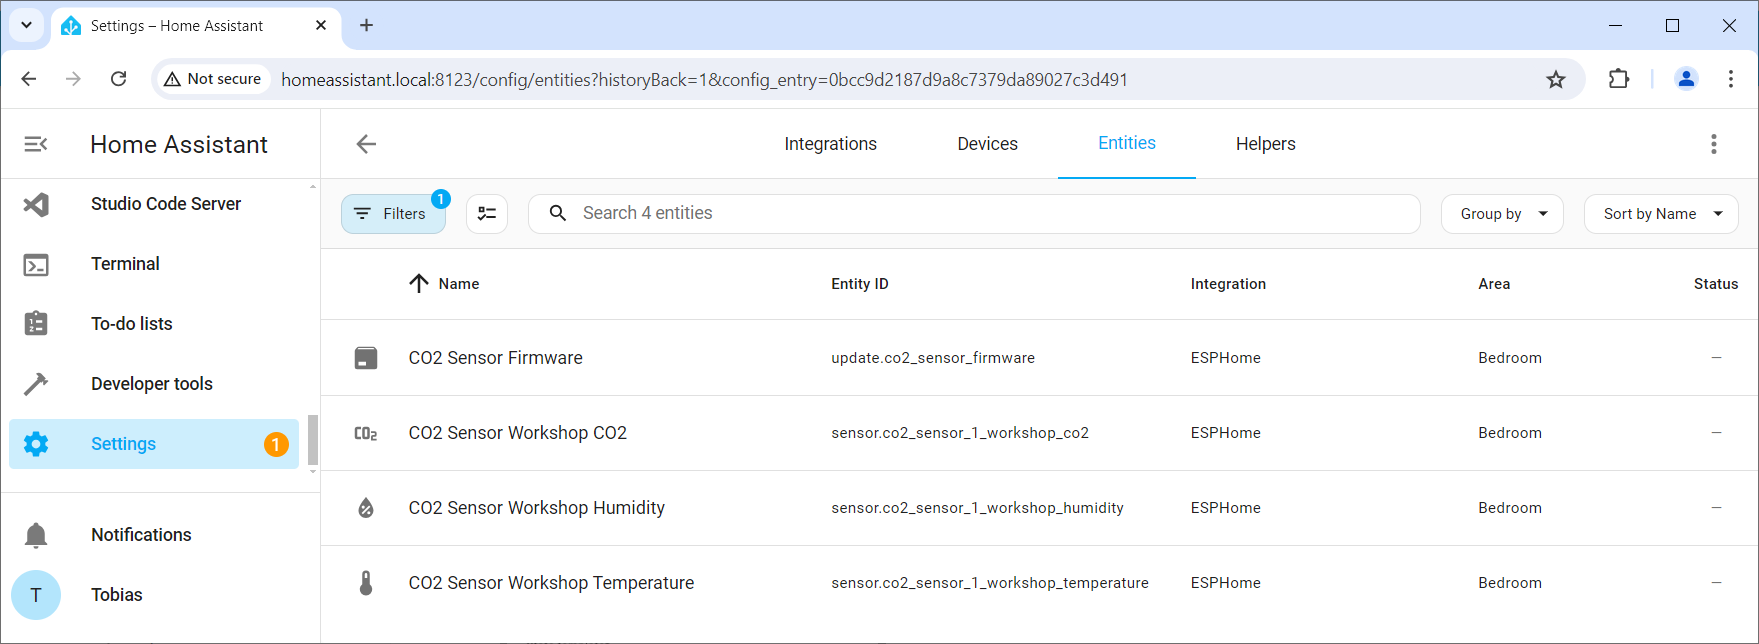 Settings – Home Assistant
Not secure homeassistant.local:8123/config/entities?historyBack=1&config_entry=0bcc9d2187d9a8c7379da89027c3d491
Home Assistant
Studio Code Server
Terminal
To-do lists
Developer tools
Settings 1
Notifications
T Tobias
Integrations Devices Entities Helpers
Filters 1 Search 4 entities Group by Sort by Name
Name Entity ID Integration Area Status
CO2 Sensor Firmware update.co2_sensor_firmware ESPHome Bedroom —
CO2 CO2 Sensor Workshop CO2 sensor.co2_sensor_1_workshop_co2 ESPHome Bedroom —
CO2 Sensor Workshop Humidity sensor.co2_sensor_1_workshop_humidity ESPHome Bedroom —
CO2 Sensor Workshop Temperature sensor.co2_sensor_1_workshop_temperature ESPHome Bedroom —